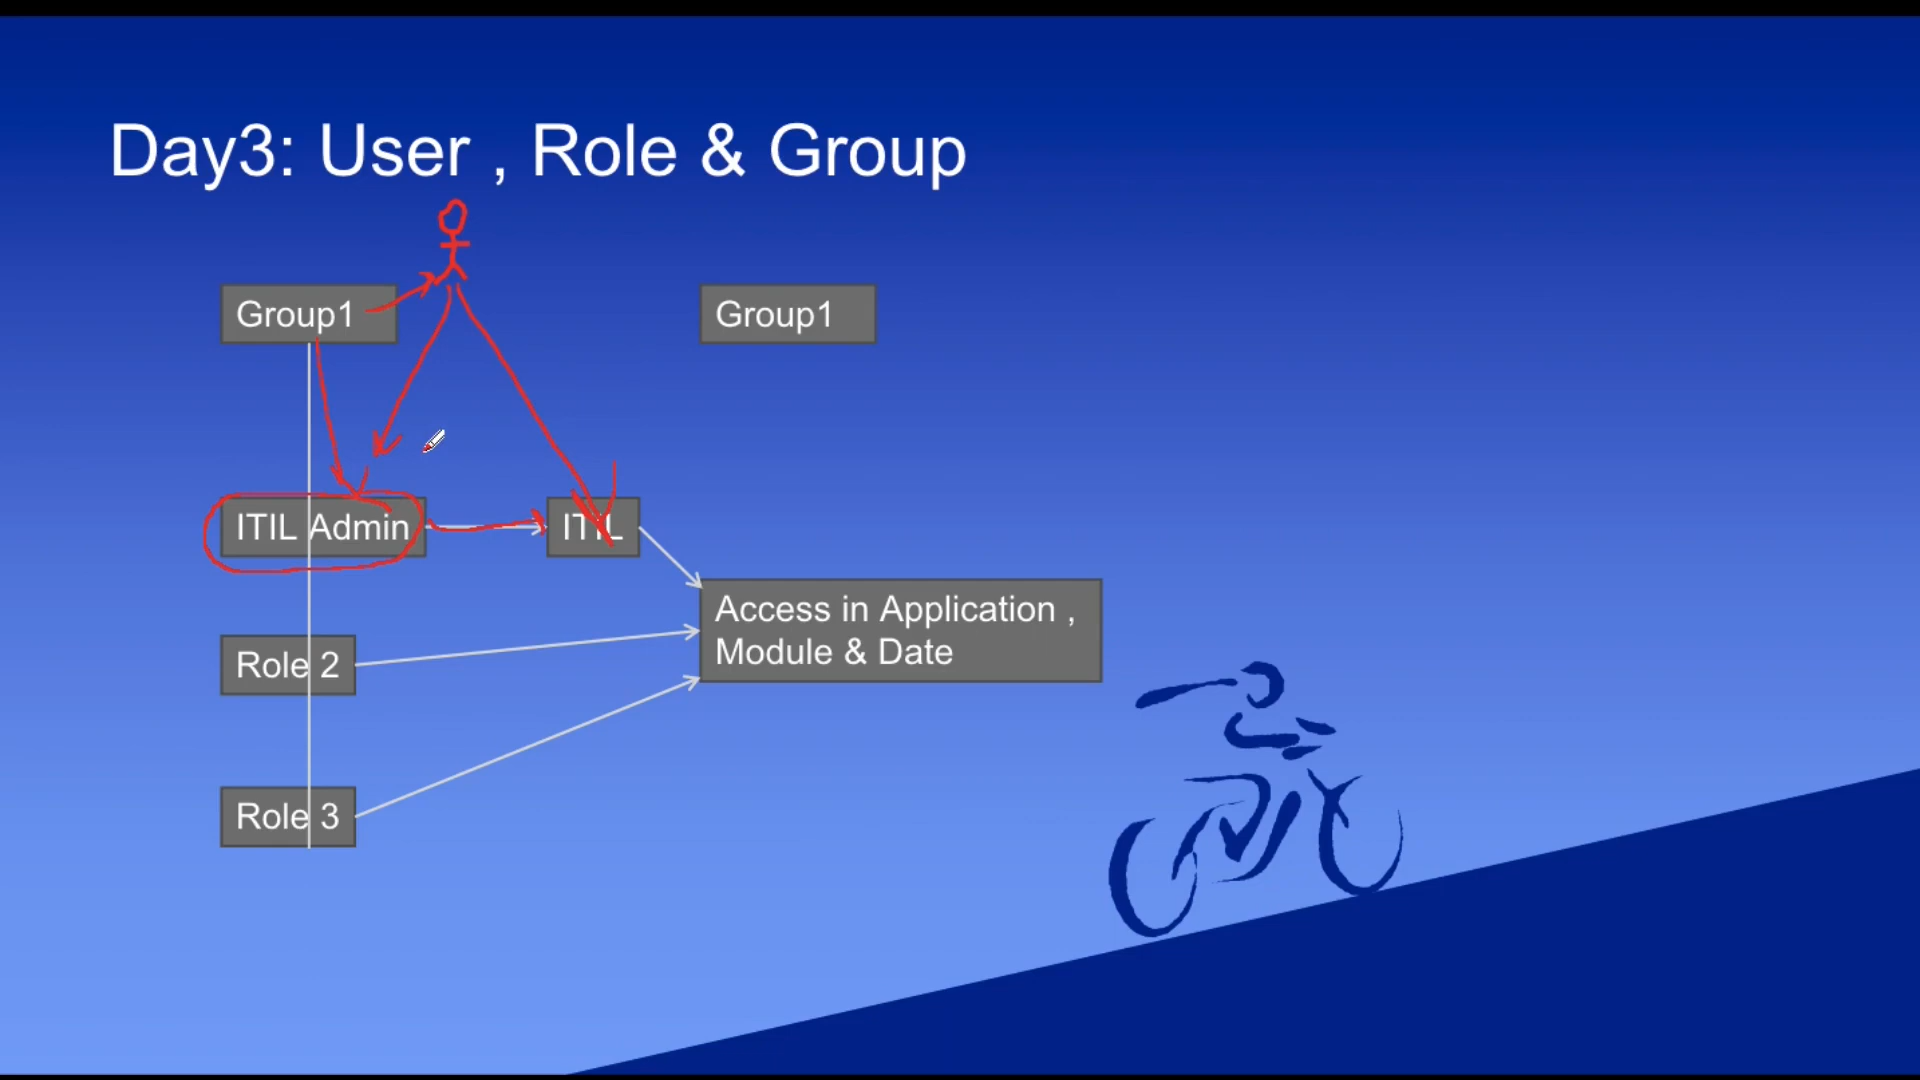 Day3: User , Role & Group
Group1
Group1
ITIL Admin
ITIL
Access in Application ,
Module & Date
Role 2
Role 3